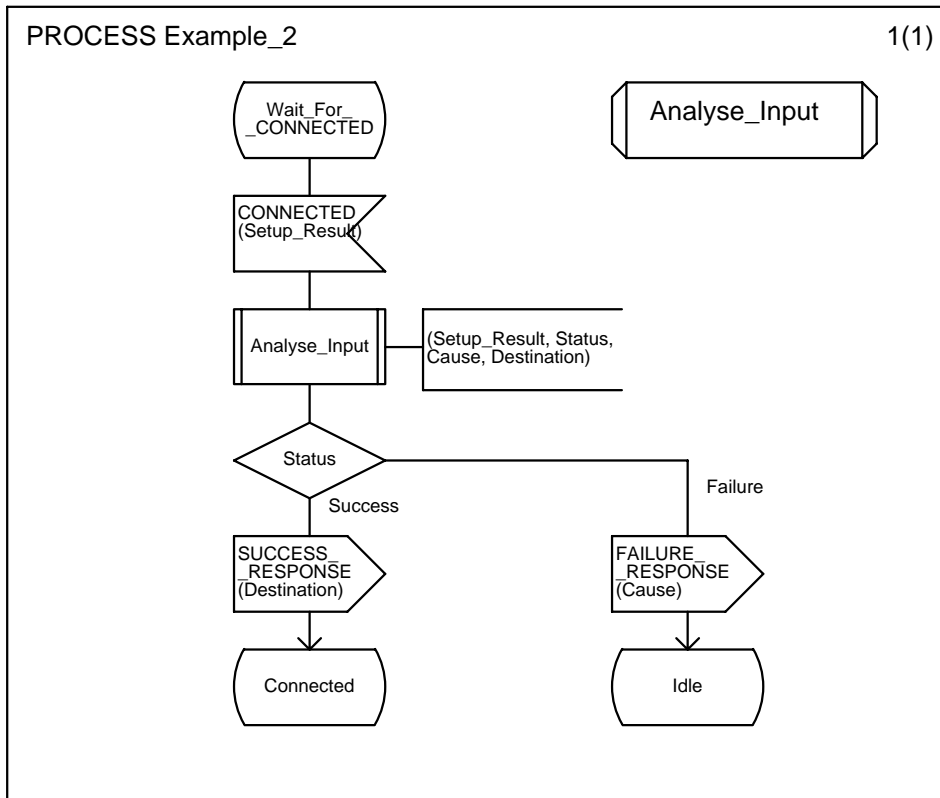 PROCESS Example_2
1(1)
Wait_For_
_CONNECTED
Analyse_Input
CONNECTED
(Setup_Result)
Analyse_Input
(Setup_Result, Status,
Cause, Destination)
Status
Success
Failure
SUCCESS_
_RESPONSE
(Destination)
FAILURE_
_RESPONSE
(Cause)
Connected
Idle